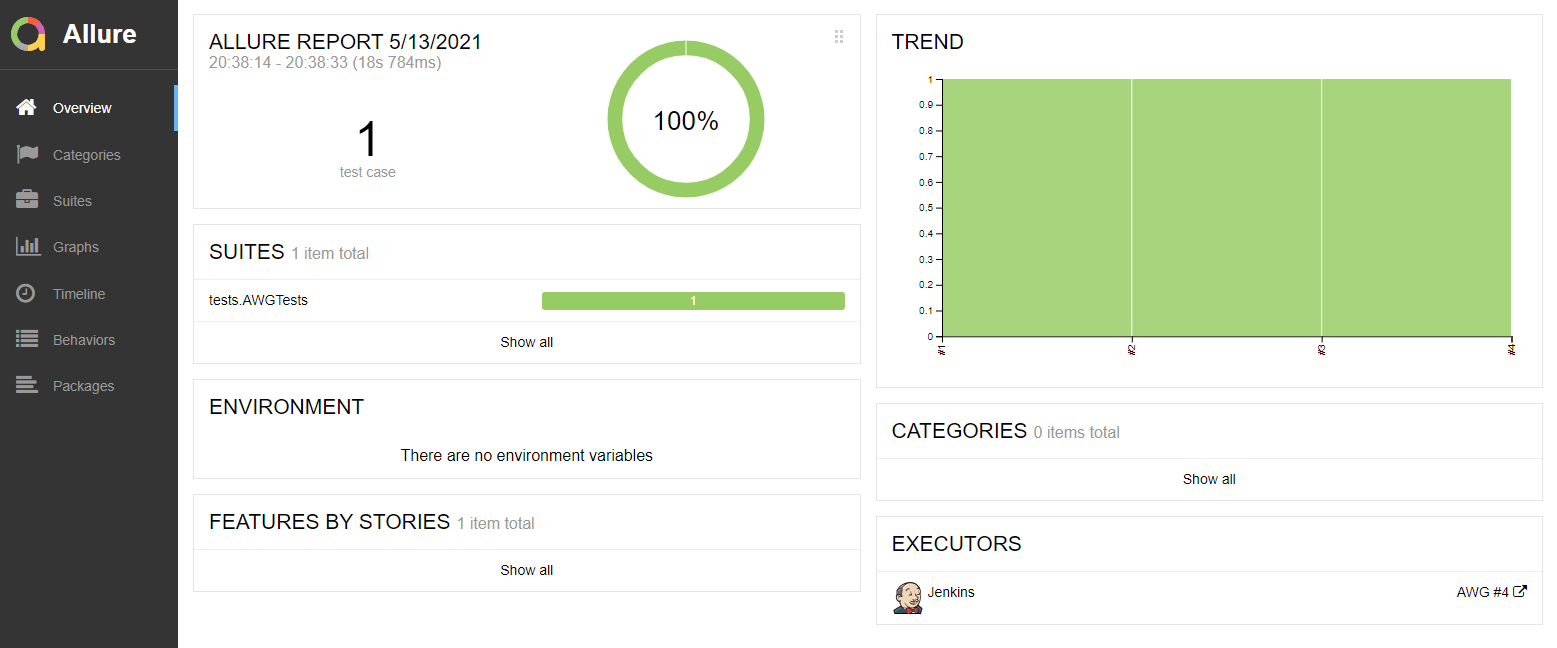 Allure
Overview
Categories
Suites
Graphs
Timeline
Behaviors
Packages
ALLURE REPORT 5/13/2021
20:38:14 - 20:38:33 (18s 784ms)
1
test case
100%
SUITES 1 item total
tests.AWGTests 1
Show all
ENVIRONMENT
There are no environment variables
FEATURES BY STORIES 1 item total
Show all
TREND
1
0.9
0.8
0.7
0.6
0.5
0.4
0.3
0.2
0.1
0
#1 #2 #3 #4
CATEGORIES 0 items total
Show all
EXECUTORS
Jenkins AWG #4